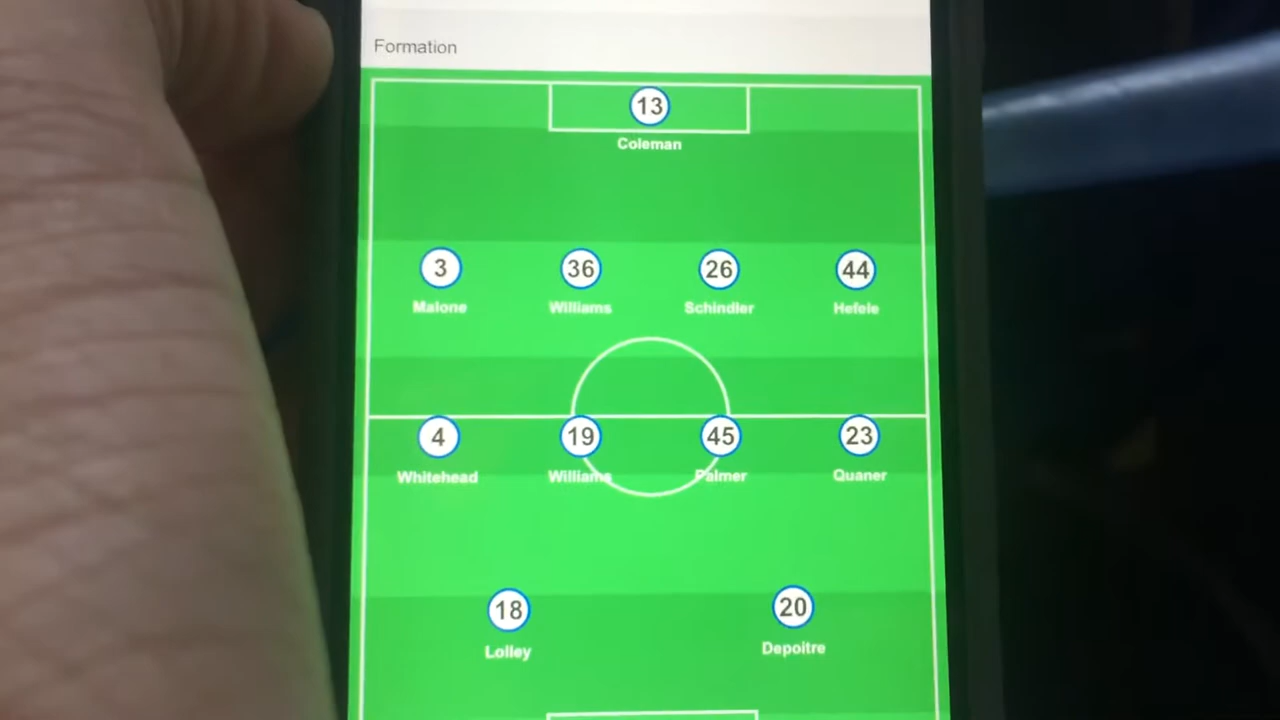 Formation
13
Coleman
3 36 26 44
Malone Williams Schindler Hefele
4 19 45 23
Whitehead Williams Palmer Quaner
18 20
Lolley Depoitre